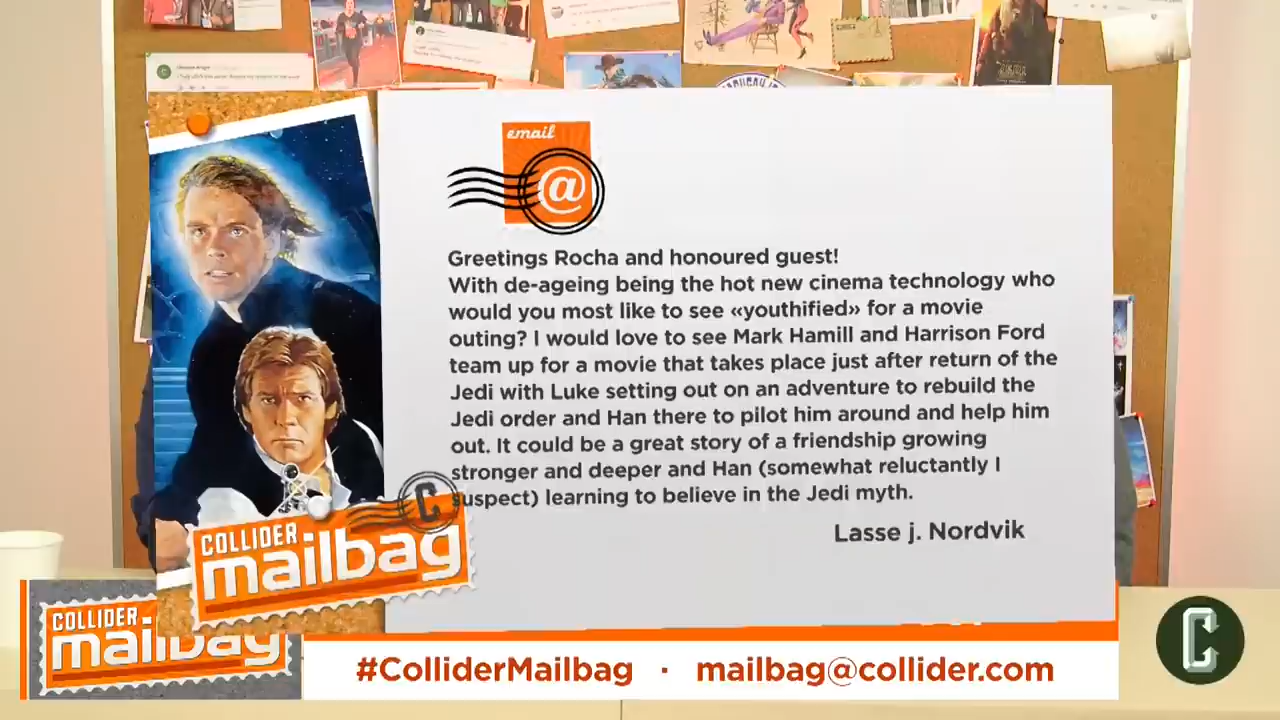 email
@
Greetings Rocha and honoured guest!
With de-ageing being the hot new cinema technology who
would you most like to see «youthified» for a movie
outing? I would love to see Mark Hamill and Harrison Ford
team up for a movie that takes place just after return of the
Jedi with Luke setting out on an adventure to rebuild the
Jedi order and Han there to pilot him around and help him
out. It could be a great story of a friendship growing
stronger and deeper and Han (somewhat reluctantly I
suspect) learning to believe in the Jedi myth.
Lasse j. Nordvik
C
COLLIDER
mailbag
COLLIDER
mailbag
#ColliderMailbag · mailbag@collider.com
C